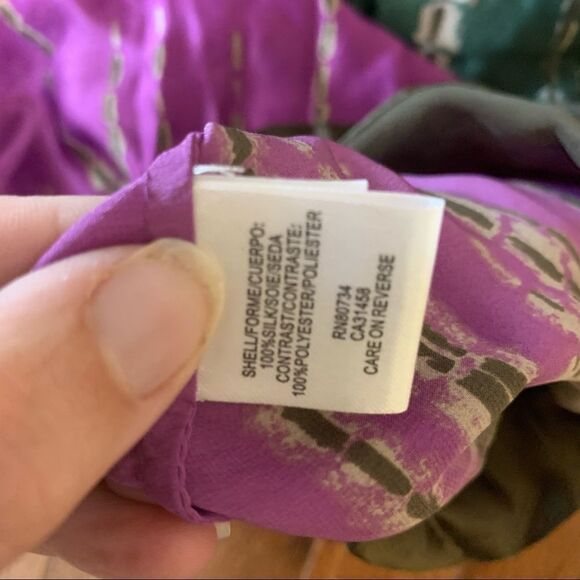 SHELL/FORME/CUERPO:
100%SILK/SOIE/SEDA
CONTRAST/CONTRASTE:
100%POLYESTER/POLIESTER
RN80734
CA31458
CARE ON REVERSE